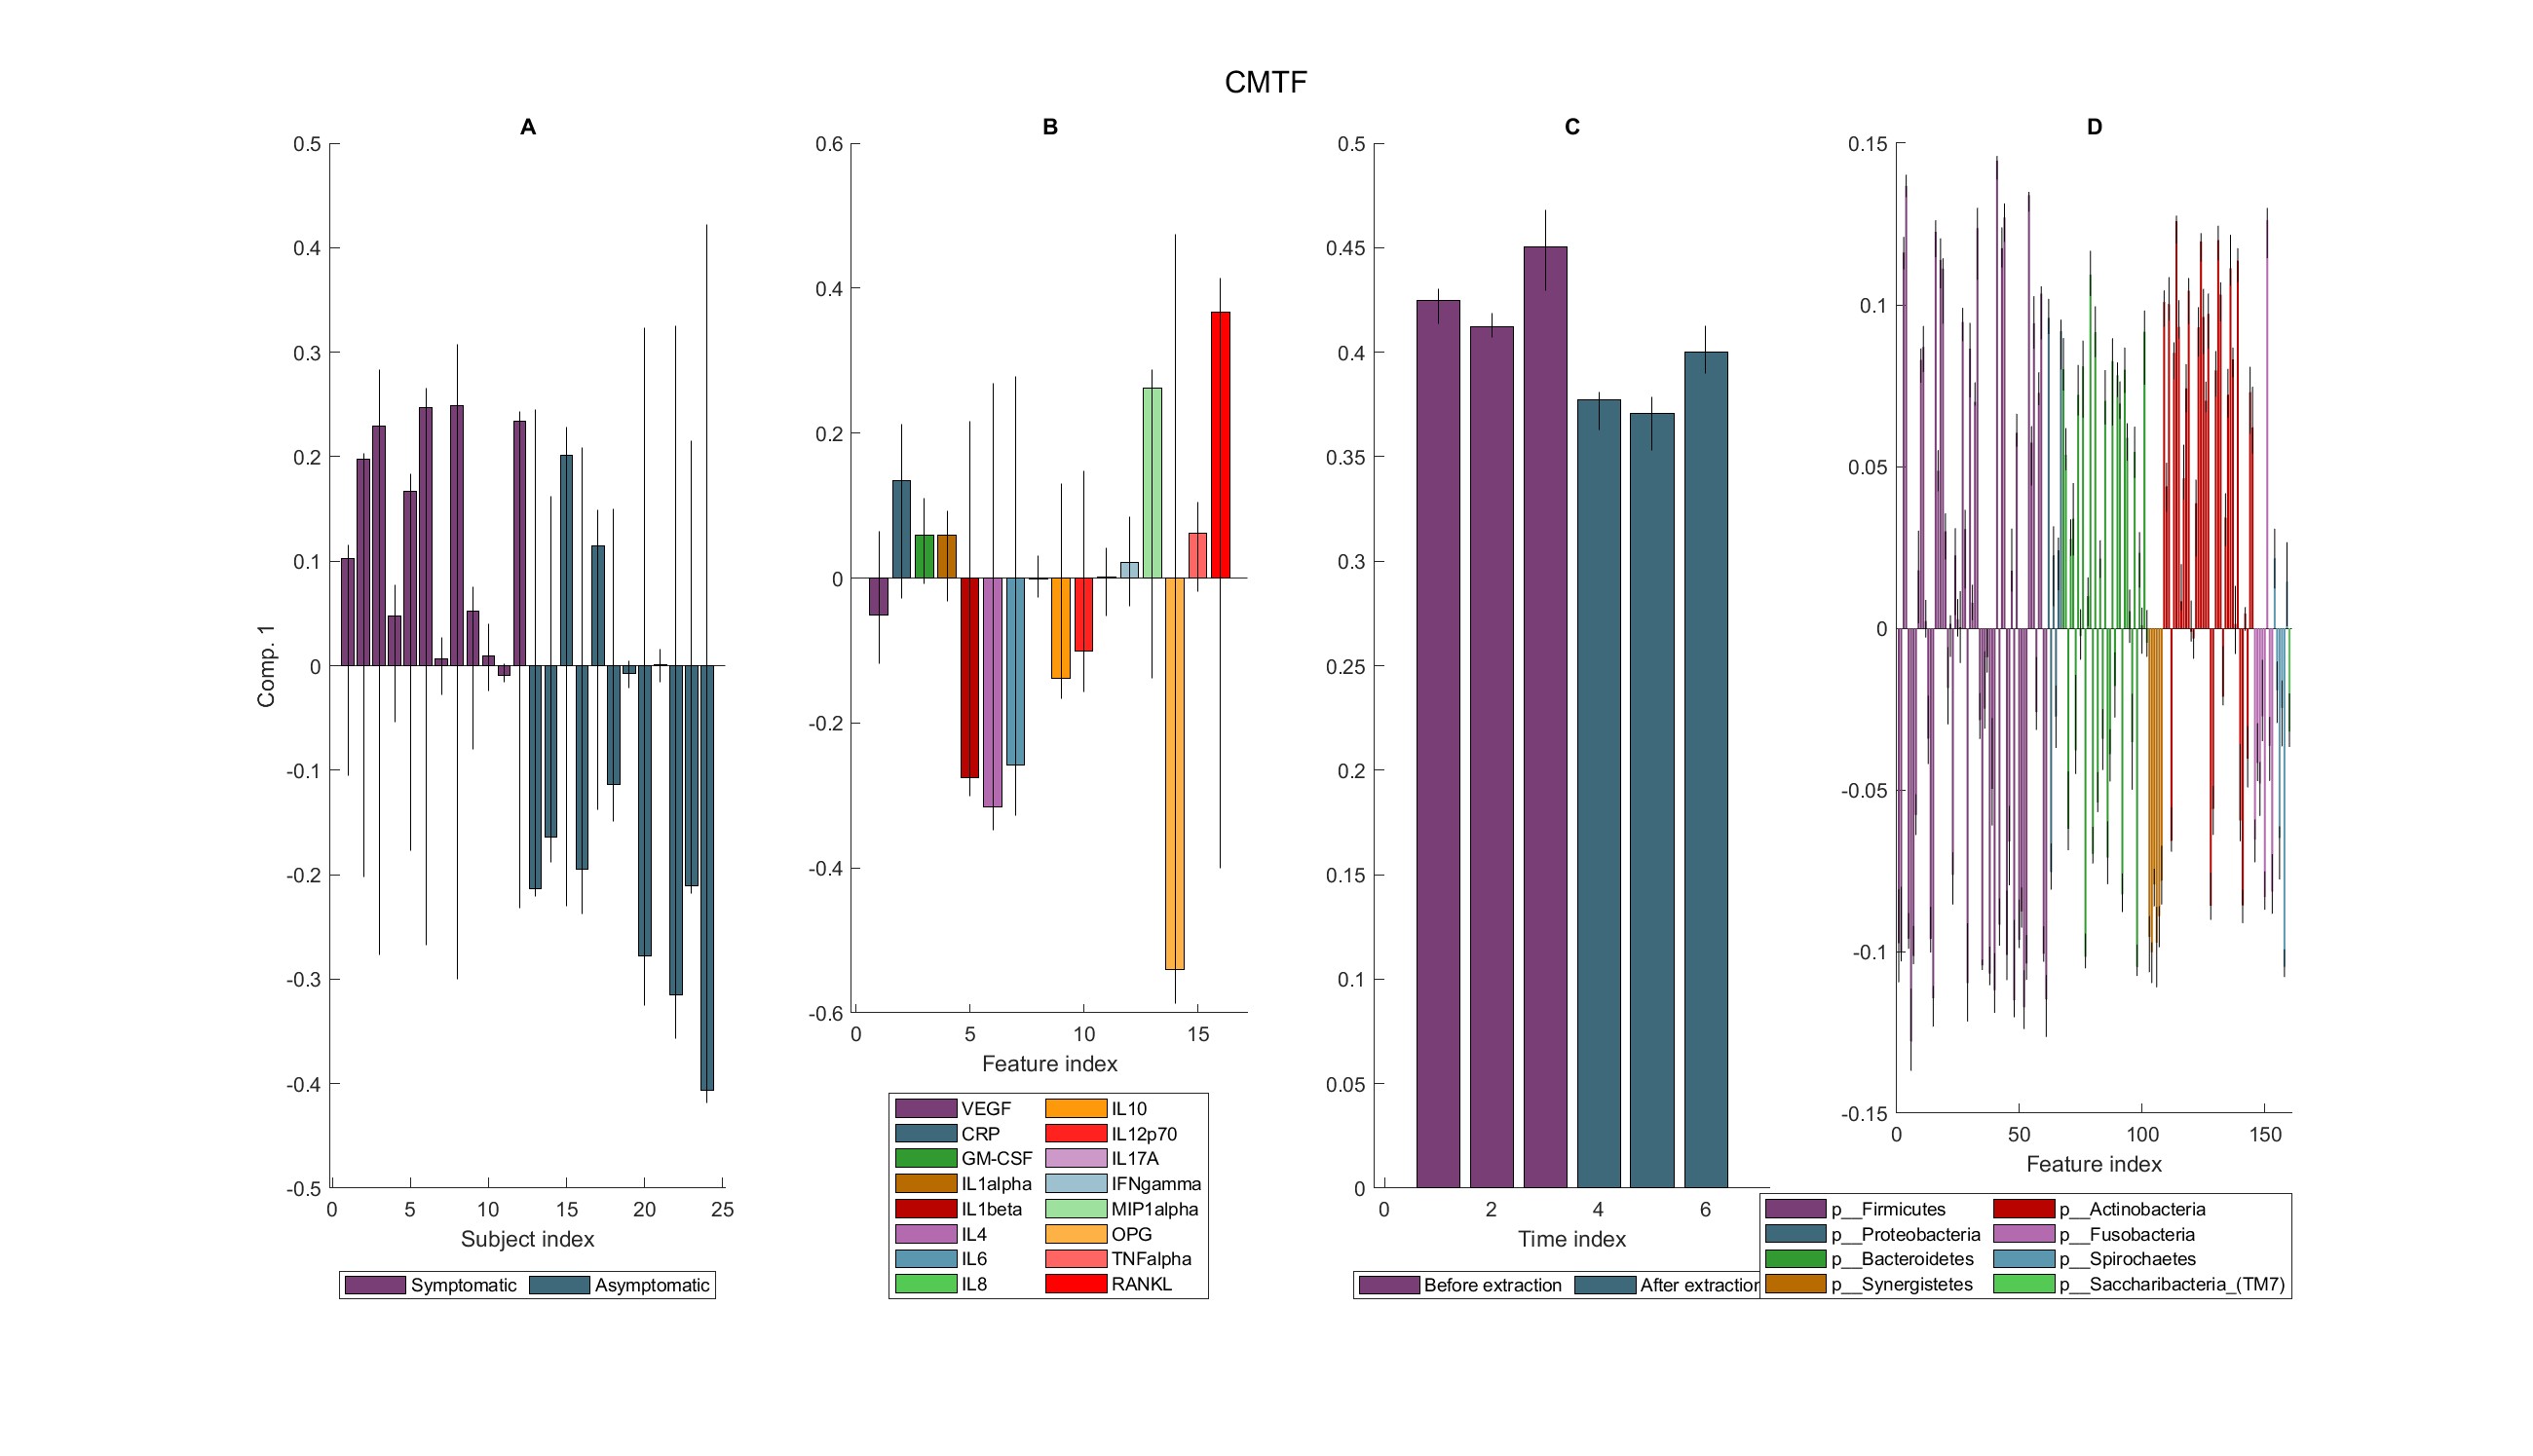 CMTF
A
0.5
0.4
0.3
0.2
0.1
0
-0.1
-0.2
-0.3
-0.4
-0.5
Comp. 1
0 5 10 15 20 25
Subject index
Symptomatic Asymptomatic
B
0.6
0.4
0.2
0
-0.2
-0.4
-0.6
0 5 10 15
Feature index
VEGF IL10
CRP IL12p70
GM-CSF IL17A
IL1alpha IFNgamma
IL1beta MIP1alpha
IL4 OPG
IL6 TNFalpha
IL8 RANKL
C
0.5
0.45
0.4
0.35
0.3
0.25
0.2
0.15
0.1
0.05
0
0 2 4 6
Time index
Before extraction After extraction
D
0.15
0.1
0.05
0
-0.05
-0.1
-0.15
0 50 100 150
Feature index
p__Firmicutes p__Actinobacteria
p__Proteobacteria p__Fusobacteria
p__Bacteroidetes p__Spirochaetes
p__Synergistetes p__Saccharibacteria_(TM7)